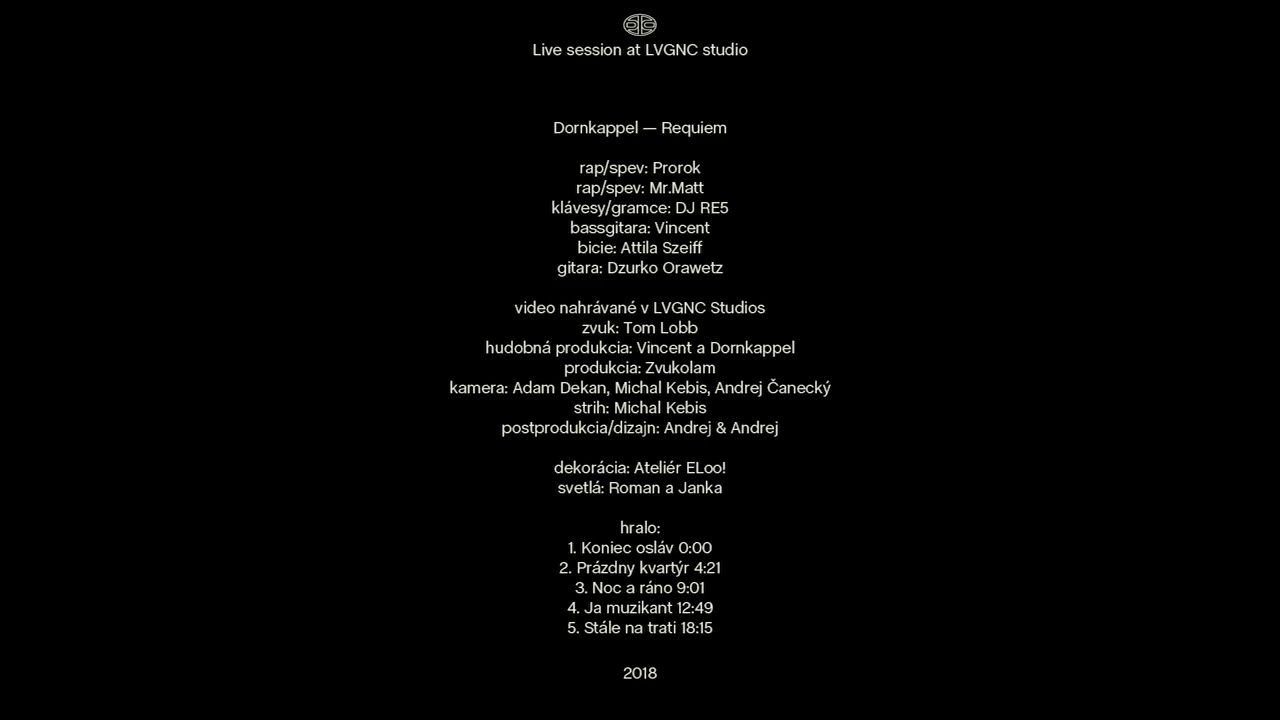 Live session at LVGNC studio
Dornkappel — Requiem
rap/spev: Prorok
rap/spev: Mr.Matt
klávesy/gramce: DJ RE5
bassgitara: Vincent
bicie: Attila Szeiff
gitara: Dzurko Orawetz
video nahrávané v LVGNC Studios
zvuk: Tom Lobb
hudobná produkcia: Vincent a Dornkappel
produkcia: Zvukolam
kamera: Adam Dekan, Michal Kebis, Andrej Čanecký
strih: Michal Kebis
postprodukcia/dizajn: Andrej & Andrej
dekorácia: Ateliér ELoo!
svetlá: Roman a Janka
hralo:
1. Koniec osláv 0:00
2. Prázdny kvartýr 4:21
3. Noc a ráno 9:01
4. Ja muzikant 12:49
5. Stále na trati 18:15
2018